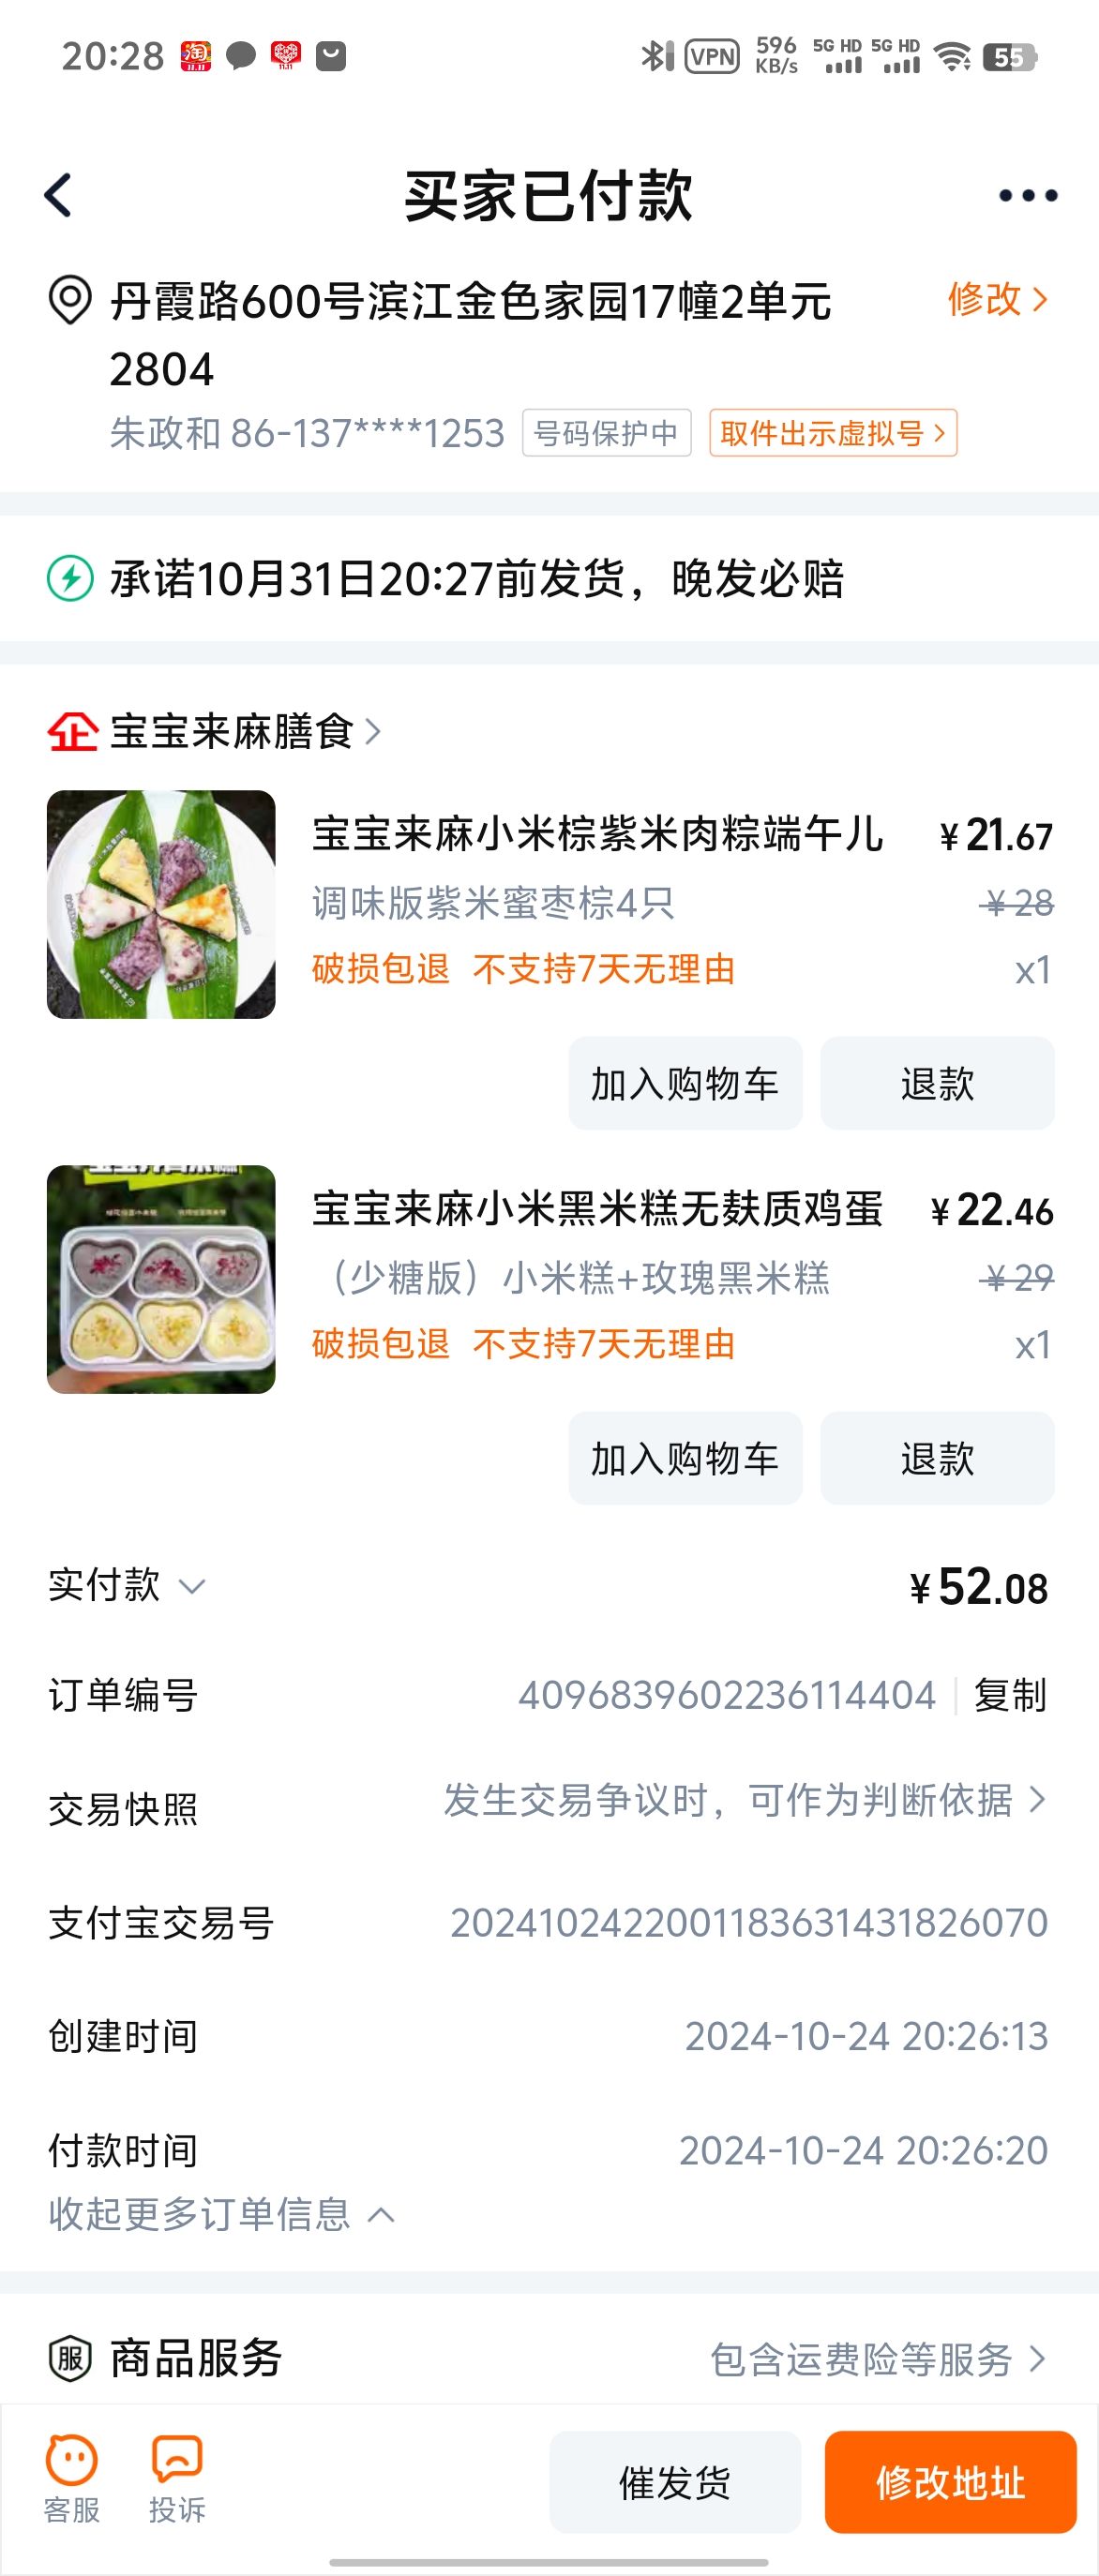 20:28
VPN
596 KB/s
5G HD 5G HD
55
买家已付款
丹霞路600号滨江金色家园17幢2单元
2804
修改
朱政和 86-137****1253 号码保护中 取件出示虚拟号
承诺10月31日20:27前发货，晚发必赔
企 宝宝来麻膳食
宝宝来麻小米棕紫米肉粽端午儿 ¥21.67
调味版紫米蜜枣棕4只 ¥28
破损包退 不支持7天无理由 x1
加入购物车 退款
宝宝来麻小米黑米糕无麸质鸡蛋 ¥22.46
（少糖版）小米糕+玫瑰黑米糕 ¥29
破损包退 不支持7天无理由 x1
加入购物车 退款
实付款 ¥52.08
订单编号 4096839602236114404 复制
交易快照 发生交易争议时，可作为判断依据
支付宝交易号 2024102422001183631431826070
创建时间 2024-10-24 20:26:13
付款时间 2024-10-24 20:26:20
收起更多订单信息
服 商品服务 包含运费险等服务
客服 投诉 催发货 修改地址